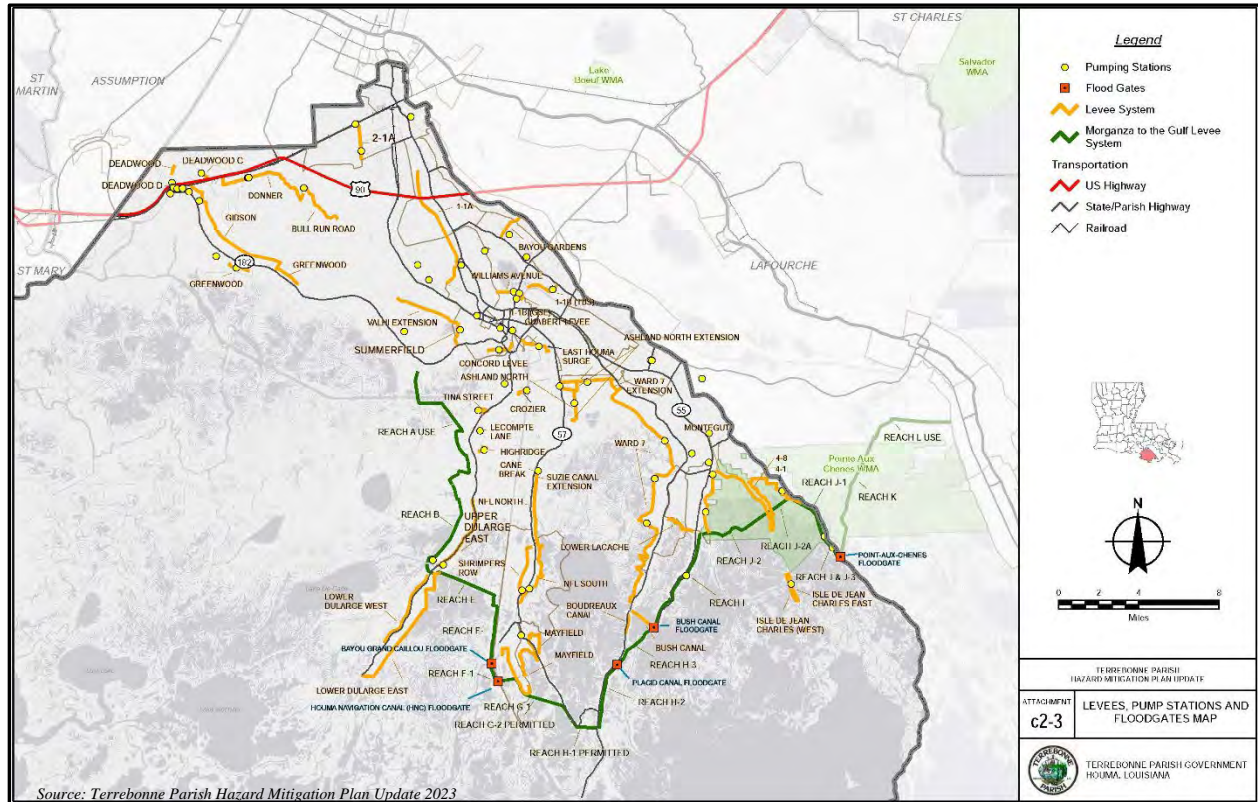 ST CHARLES
ST
MARTIN
ASSUMPTION
Lake
Boeuf WMA
Salvador
WMA
2-1A
DEADWOOD
DEADWOOD C
DEADWOOD D
DONNER
90
1-1A
GIDSON
BULL RUN ROAD
BAYOU GARDENS
ST MARY
182
GREENWOOD
GREENWOOD
LAFOURCHE
WILLIAMS AVENUE
1-1B (TBS)
1-1B (GSE)
VALHI EXTENSION
SUMMERFIELD
ASHLAND NORTH EXTENSION
CONCORD LEVEE
EAST HOUMA
SURGE
ASHLAND NORTH
WARD 7
EXTENSION
TINA STREET
CROZIER
55
REACH A USE
LECOMPTE
LANE
57
MONTEGUT
REACH L USE
HIGHRIDGE
WARD 7
CANE
BREAK
SUZIE CANAL
EXTENSION
4-8
4-1
Pointe Aux
Chenes WMA
REACH J-1
REACH K
NFL NORTH
REACH B
UPPER
DULARGE
EAST
LOWER LACACHE
REACH J-2A
REACH J-2
POINT-AUX-CHENES
FLOODGATE
SHRIMPERS
ROW
NFL SOUTH
REACH J & J-3
LOWER
DULARGE WEST
REACH E
REACH I
ISLE DE JEAN
CHARLES EAST
BOUDREAUX
CANAL
ISLE DE JEAN
CHARLES (WEST)
REACH F-
MAYFIELD
BUSH CANAL
FLOODGATE
BAYOU GRAND CAILLOU FLOODGATE
BUSH CANAL
MAYFIELD
REACH H-3
REACH F-1
PLACID CANAL FLOODGATE
LOWER DULARGE EAST
HOUMA NAVIGATION CANAL (HNC) FLOODGATE
REACH G-1
REACH H-2
REACH H-1 PERMITTED
Source: Terrebonne Parish Hazard Mitigation Plan Update 2023
Legend
Pumping Stations
Flood Gates
Levee System
Morganza to the Gulf Levee
System
Transportation
US Highway
State/Parish Highway
Railroad
N
0 2 4 8
Miles
TERREBONNE PARISH
HAZARD MITIGATION PLAN UPDATE
ATTACHMENT
c2-3
LEVEES, PUMP STATIONS AND
FLOODGATES MAP
TERREBONNE
PARISH
TERREBONNE PARISH GOVERNMENT
HOUMA, LOUISIANA